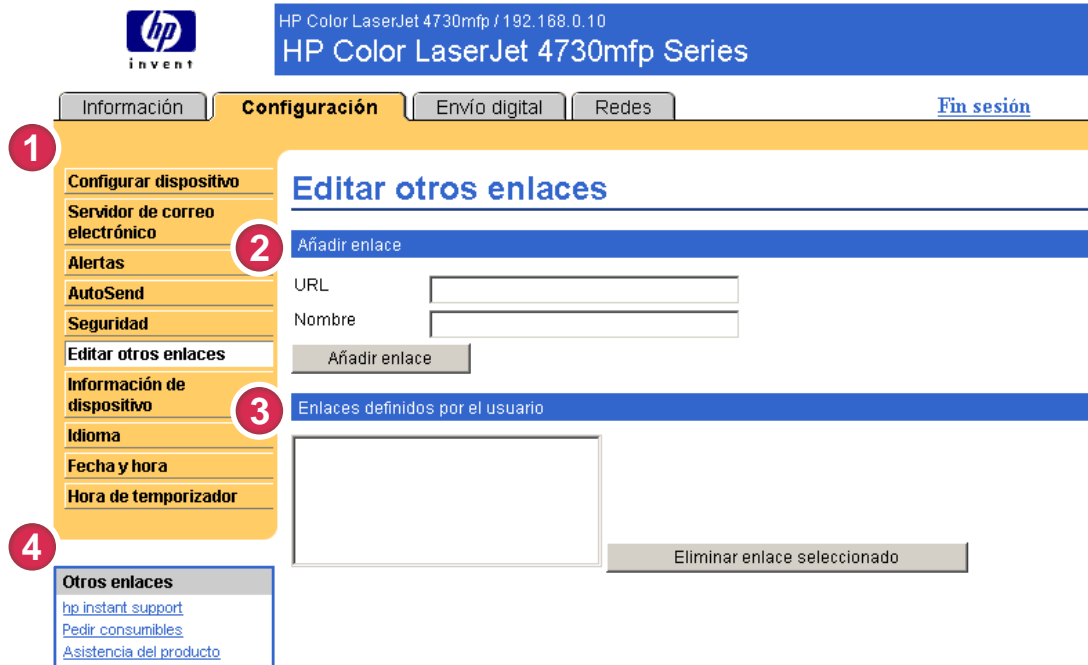 hp
invent
HP Color LaserJet 4730mfp / 192.168.0.10
HP Color LaserJet 4730mfp Series
Información
Configuración
Envío digital
Redes
Fin sesión
1
Configurar dispositivo
Servidor de correo
electrónico
Alertas
AutoSend
Seguridad
Editar otros enlaces
Información de
dispositivo
Idioma
Fecha y hora
Hora de temporizador
Editar otros enlaces
2
Añadir enlace
URL
Nombre
Añadir enlace
3
Enlaces definidos por el usuario
Eliminar enlace seleccionado
4
Otros enlaces
hp instant support
Pedir consumibles
Asistencia del producto